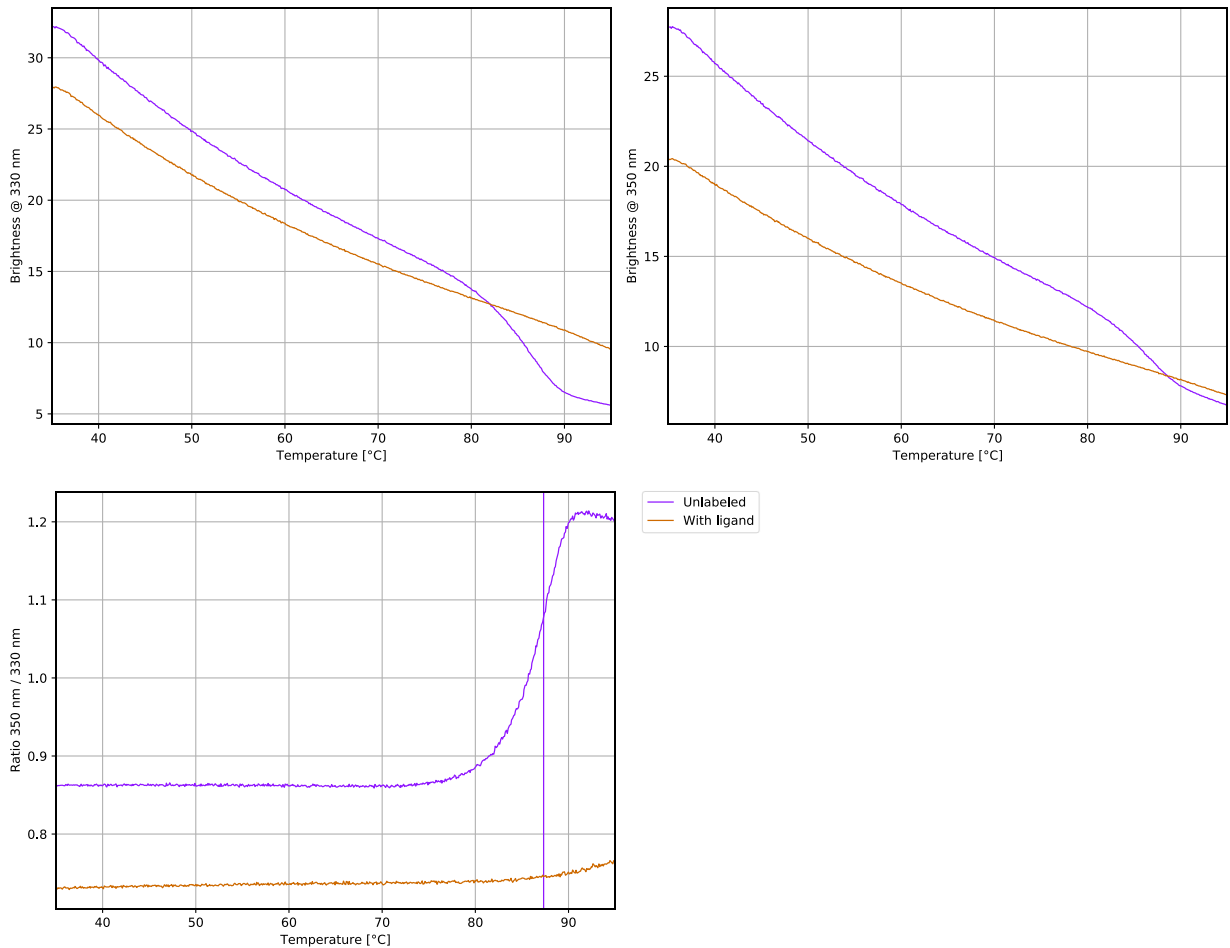 30
25
20
15
10
5
Brightness @ 330 nm
40 50 60 70 80 90
Temperature [°C]
25
20
15
10
Brightness @ 350 nm
40 50 60 70 80 90
Temperature [°C]
1.2
1.1
1.0
0.9
0.8
Ratio 350 nm / 330 nm
40 50 60 70 80 90
Temperature [°C]
Unlabeled
With ligand